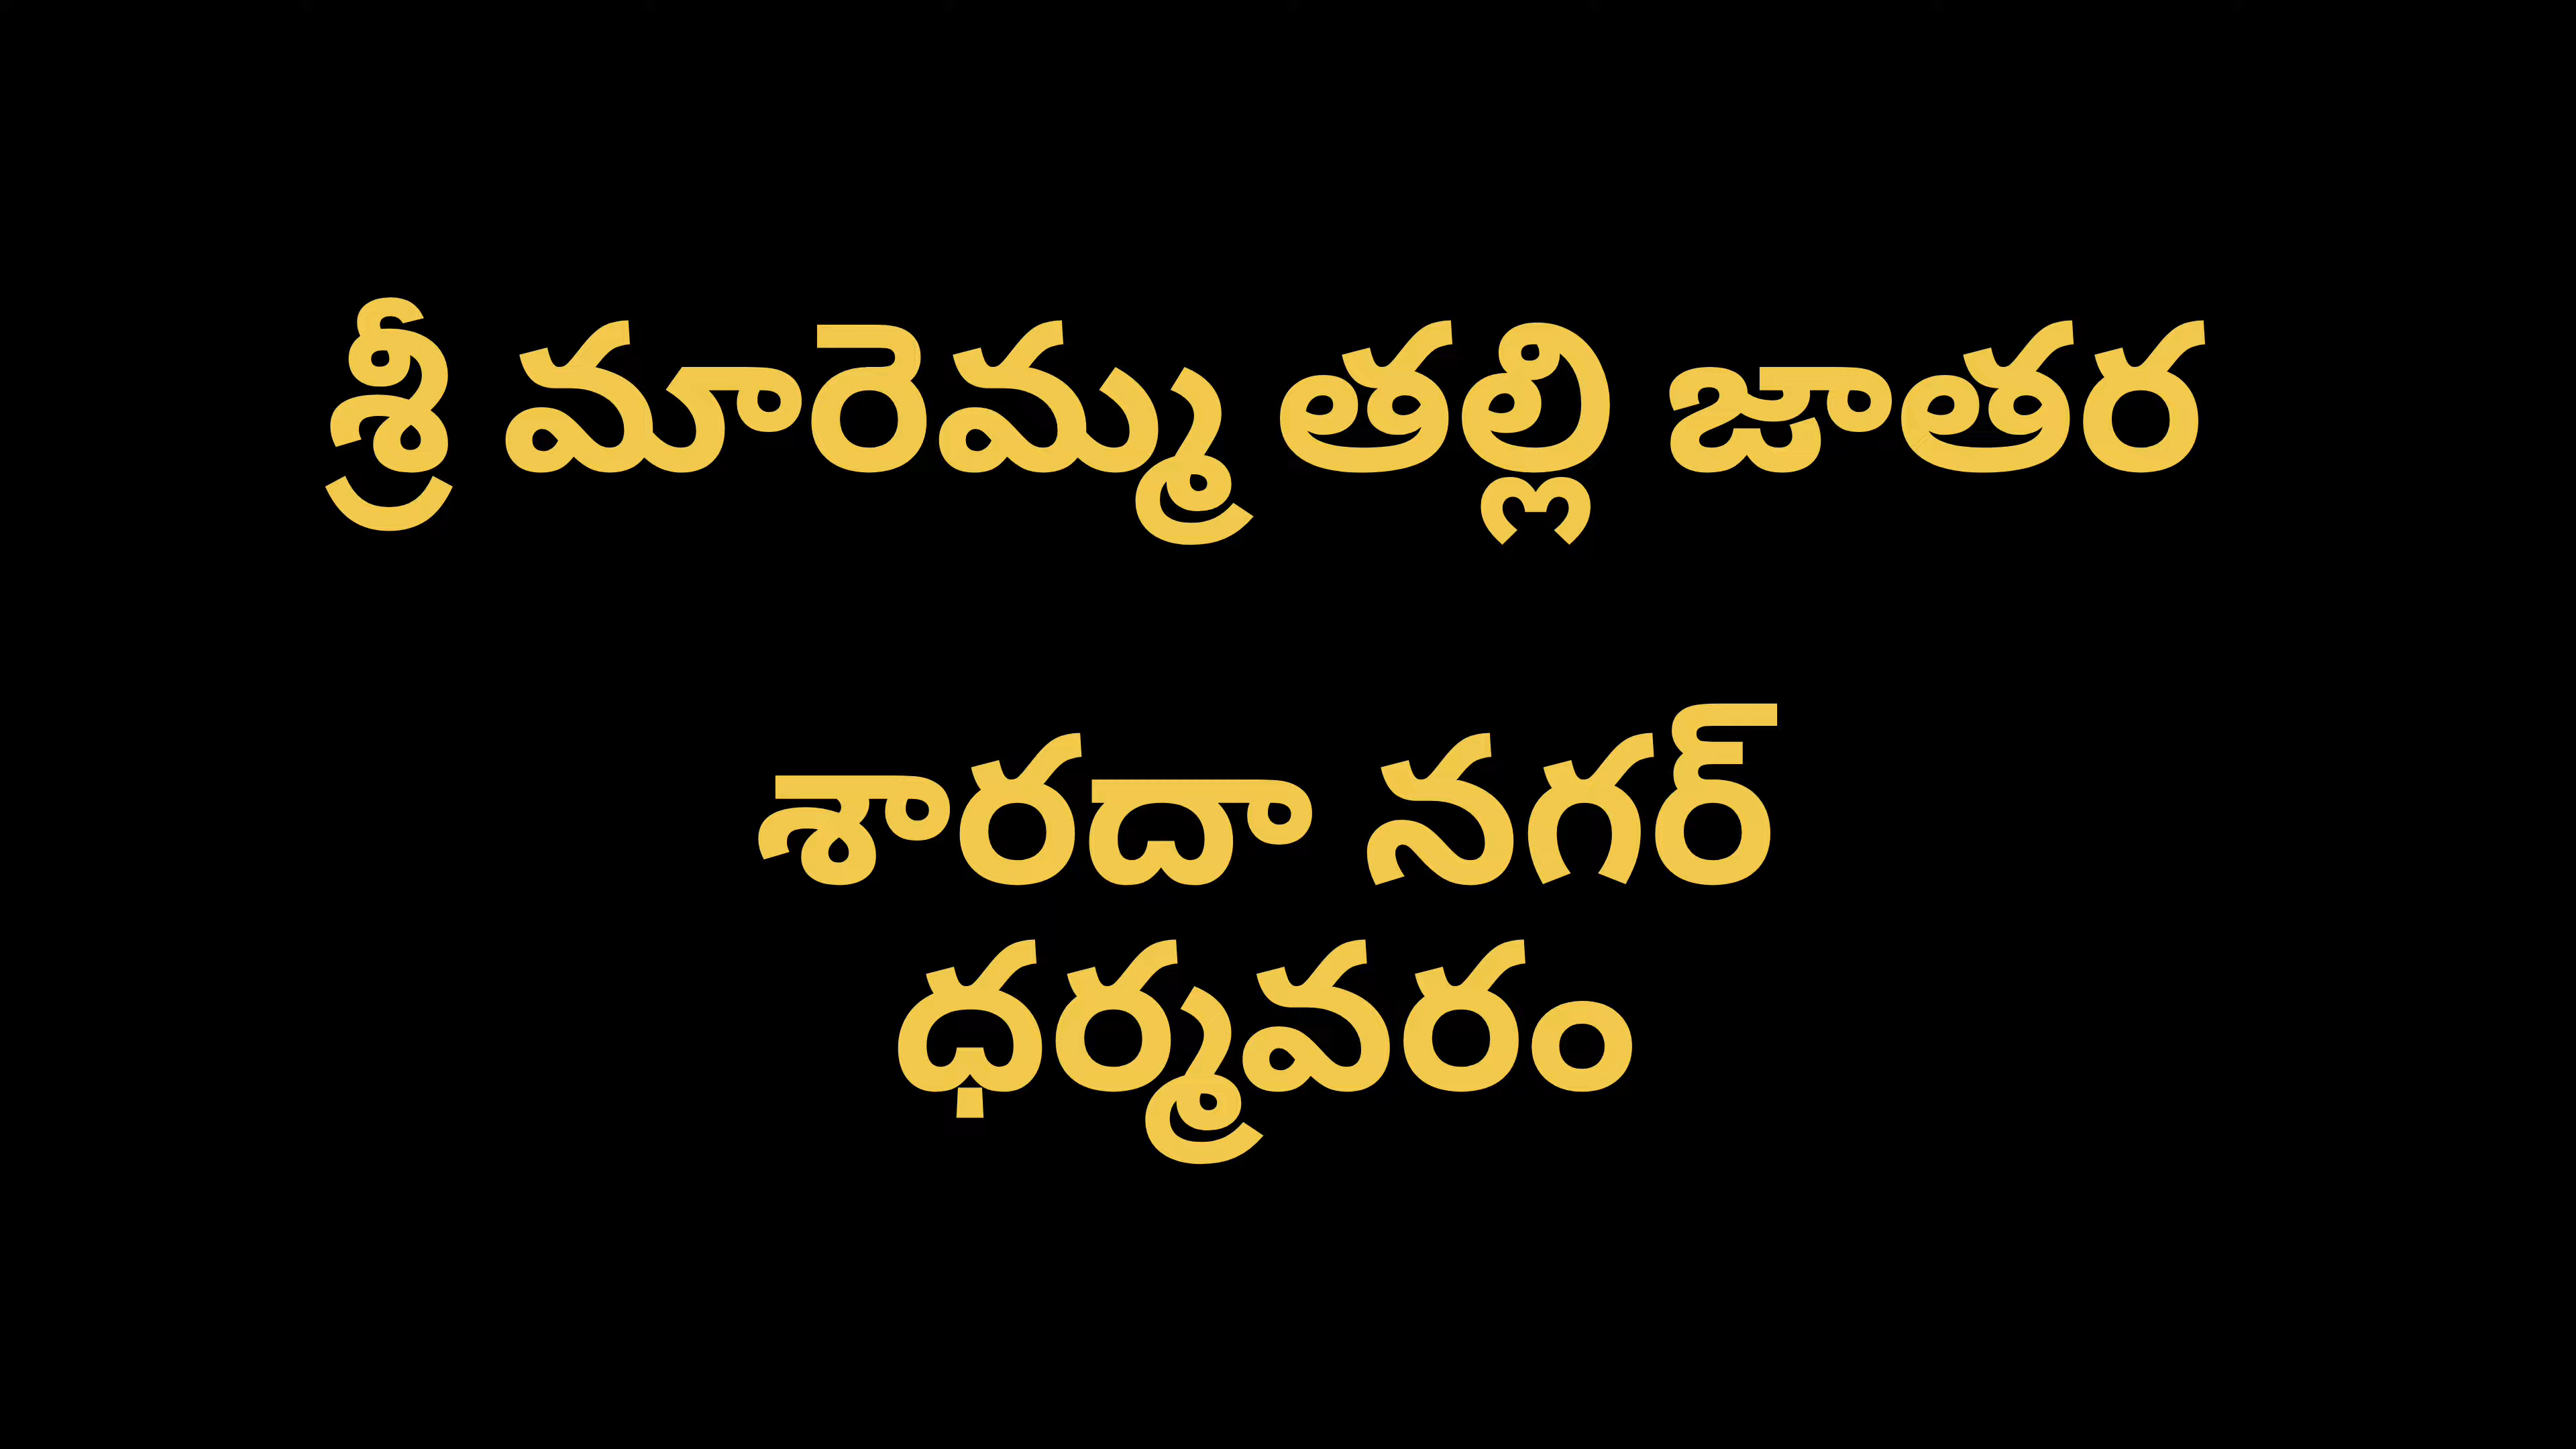 శ్రీ మారెమ్మ తల్లి జాతర
శారదా నగర్
ధర్మవరం